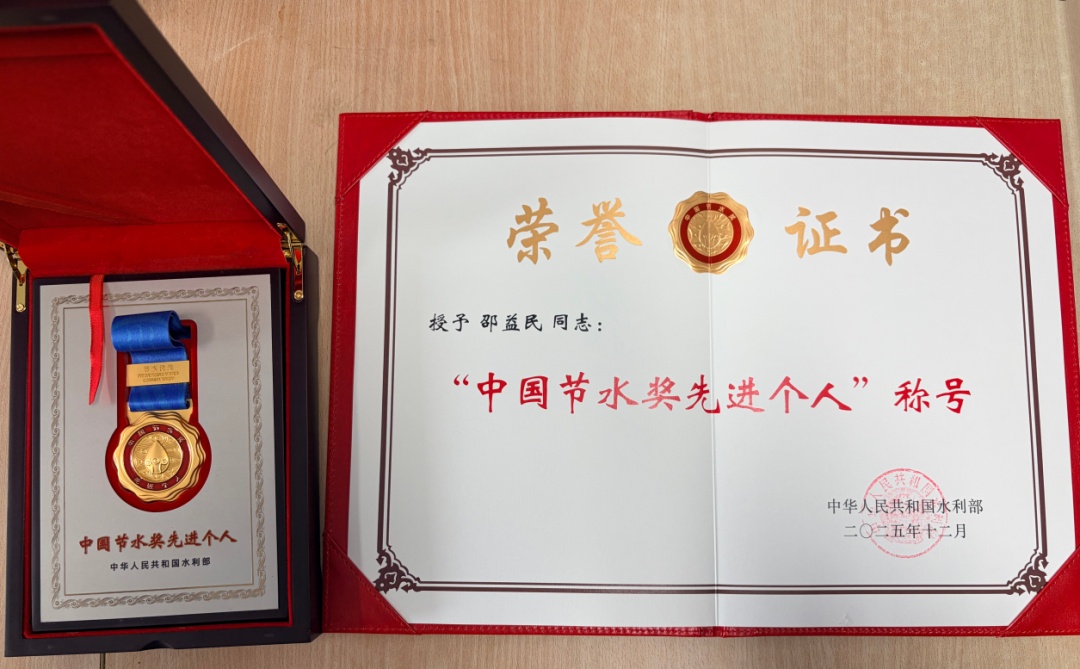 中国节水奖先进个人
中华人民共和国水利部
荣誉证书
授予 邵益民 同志：
“中国节水奖先进个人”称号
中华人民共和国水利部
二〇二五年十二月